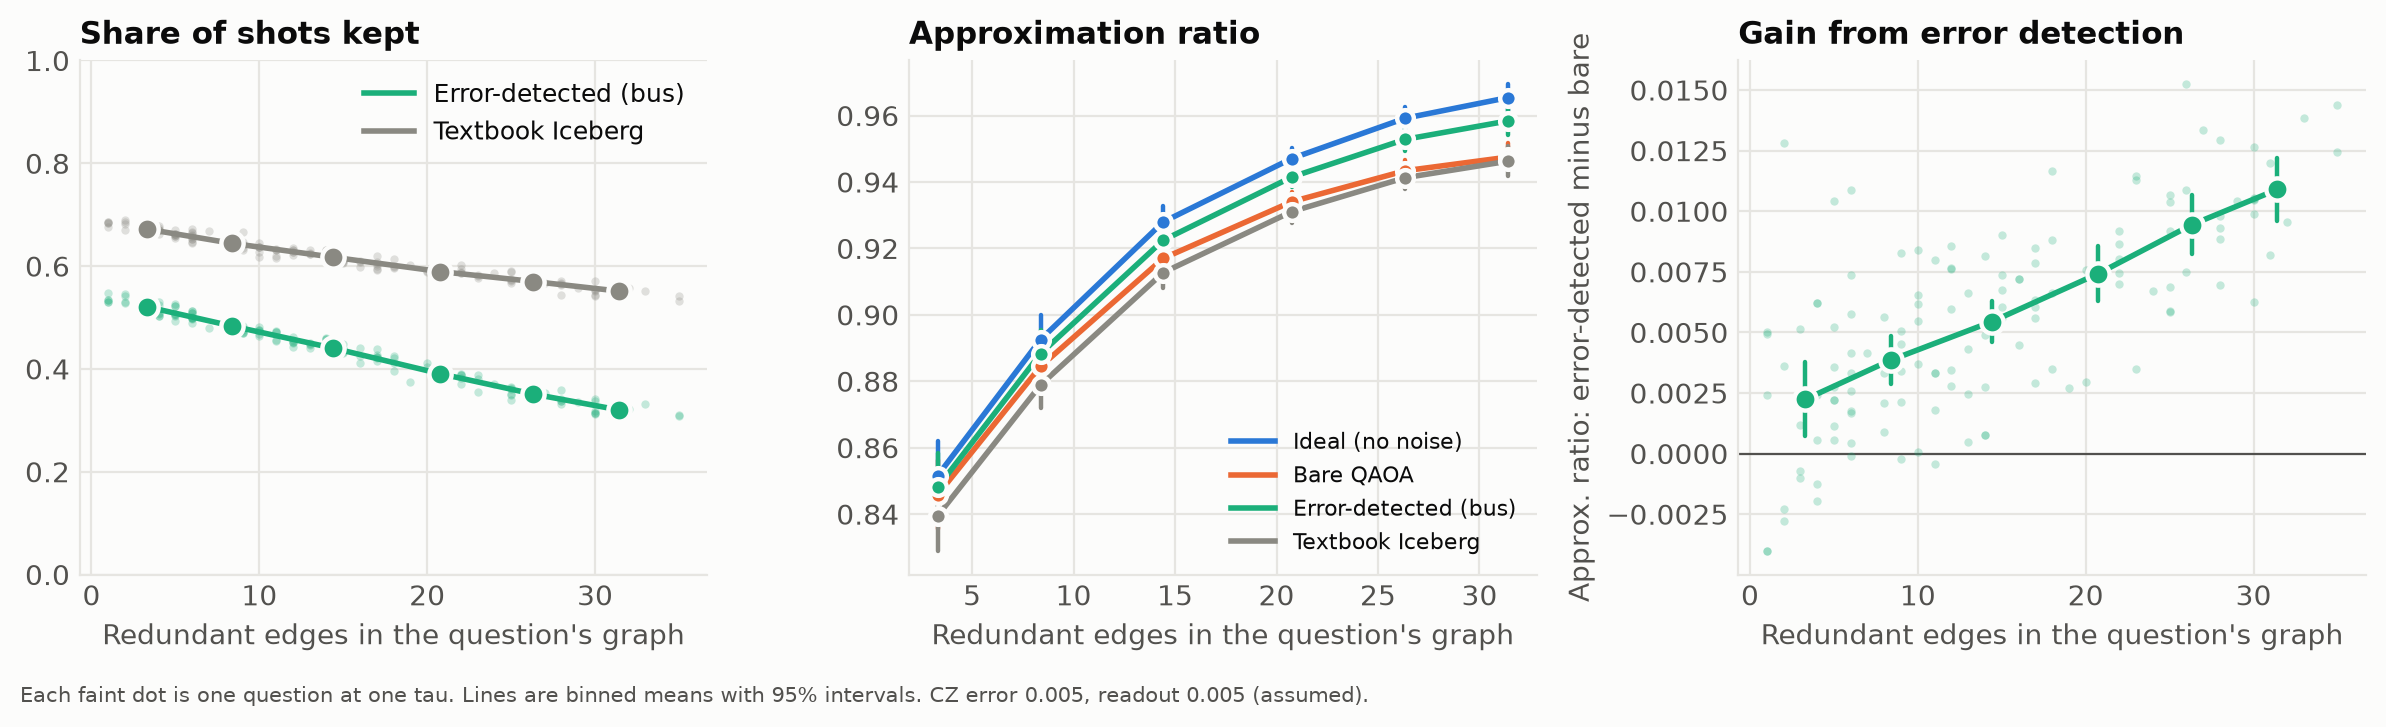 Share of shots kept
1.0
0.8
0.6
0.4
0.2
0.0
Error-detected (bus)
Textbook Iceberg
0 10 20 30
Redundant edges in the question's graph
Approximation ratio
0.96
0.94
0.92
0.90
0.88
0.86
0.84
Ideal (no noise)
Bare QAOA
Error-detected (bus)
Textbook Iceberg
5 10 15 20 25 30
Redundant edges in the question's graph
Gain from error detection
Approx. ratio: error-detected minus bare
0.0150
0.0125
0.0100
0.0075
0.0050
0.0025
0.0000
−0.0025
0 10 20 30
Redundant edges in the question's graph
Each faint dot is one question at one tau. Lines are binned means with 95% intervals. CZ error 0.005, readout 0.005 (assumed).